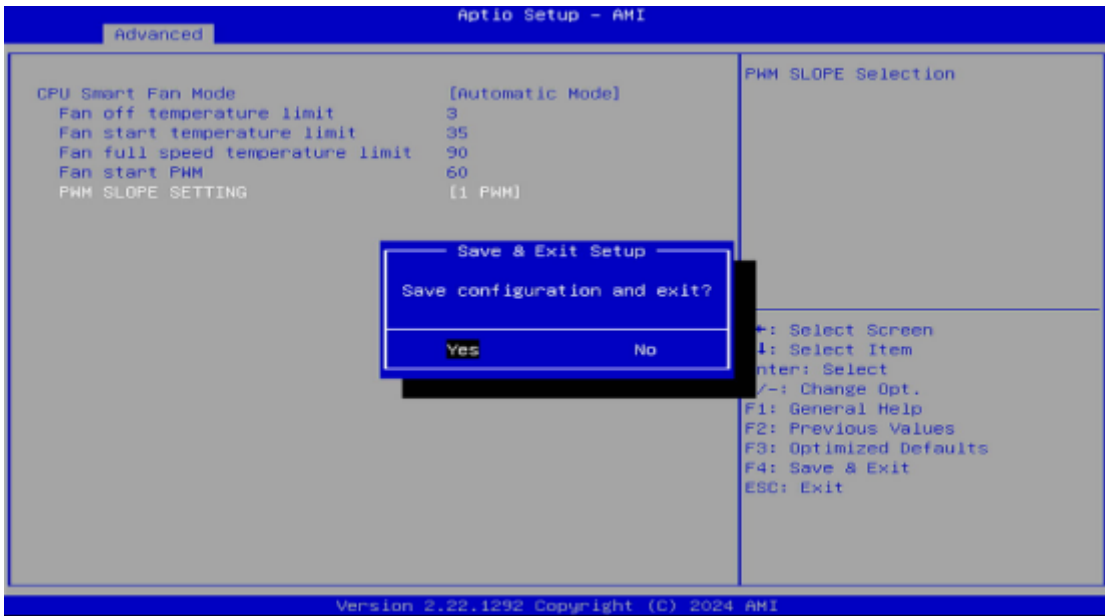 Aptio Setup – AMI
Advanced
CPU Smart Fan Mode [Automatic Mode]
Fan off temperature limit 3
Fan start temperature limit 35
Fan full speed temperature limit 90
Fan start PWM 60
PWM SLOPE SETTING [1 PWM]
PWM SLOPE Selection
Save & Exit Setup
Save configuration and exit?
Yes No
←: Select Screen
↓: Select Item
nter: Select
/-: Change Opt.
F1: General Help
F2: Previous Values
F3: Optimized Defaults
F4: Save & Exit
ESC: Exit
Version 2.22.1292 Copyright (C) 2024 AMI